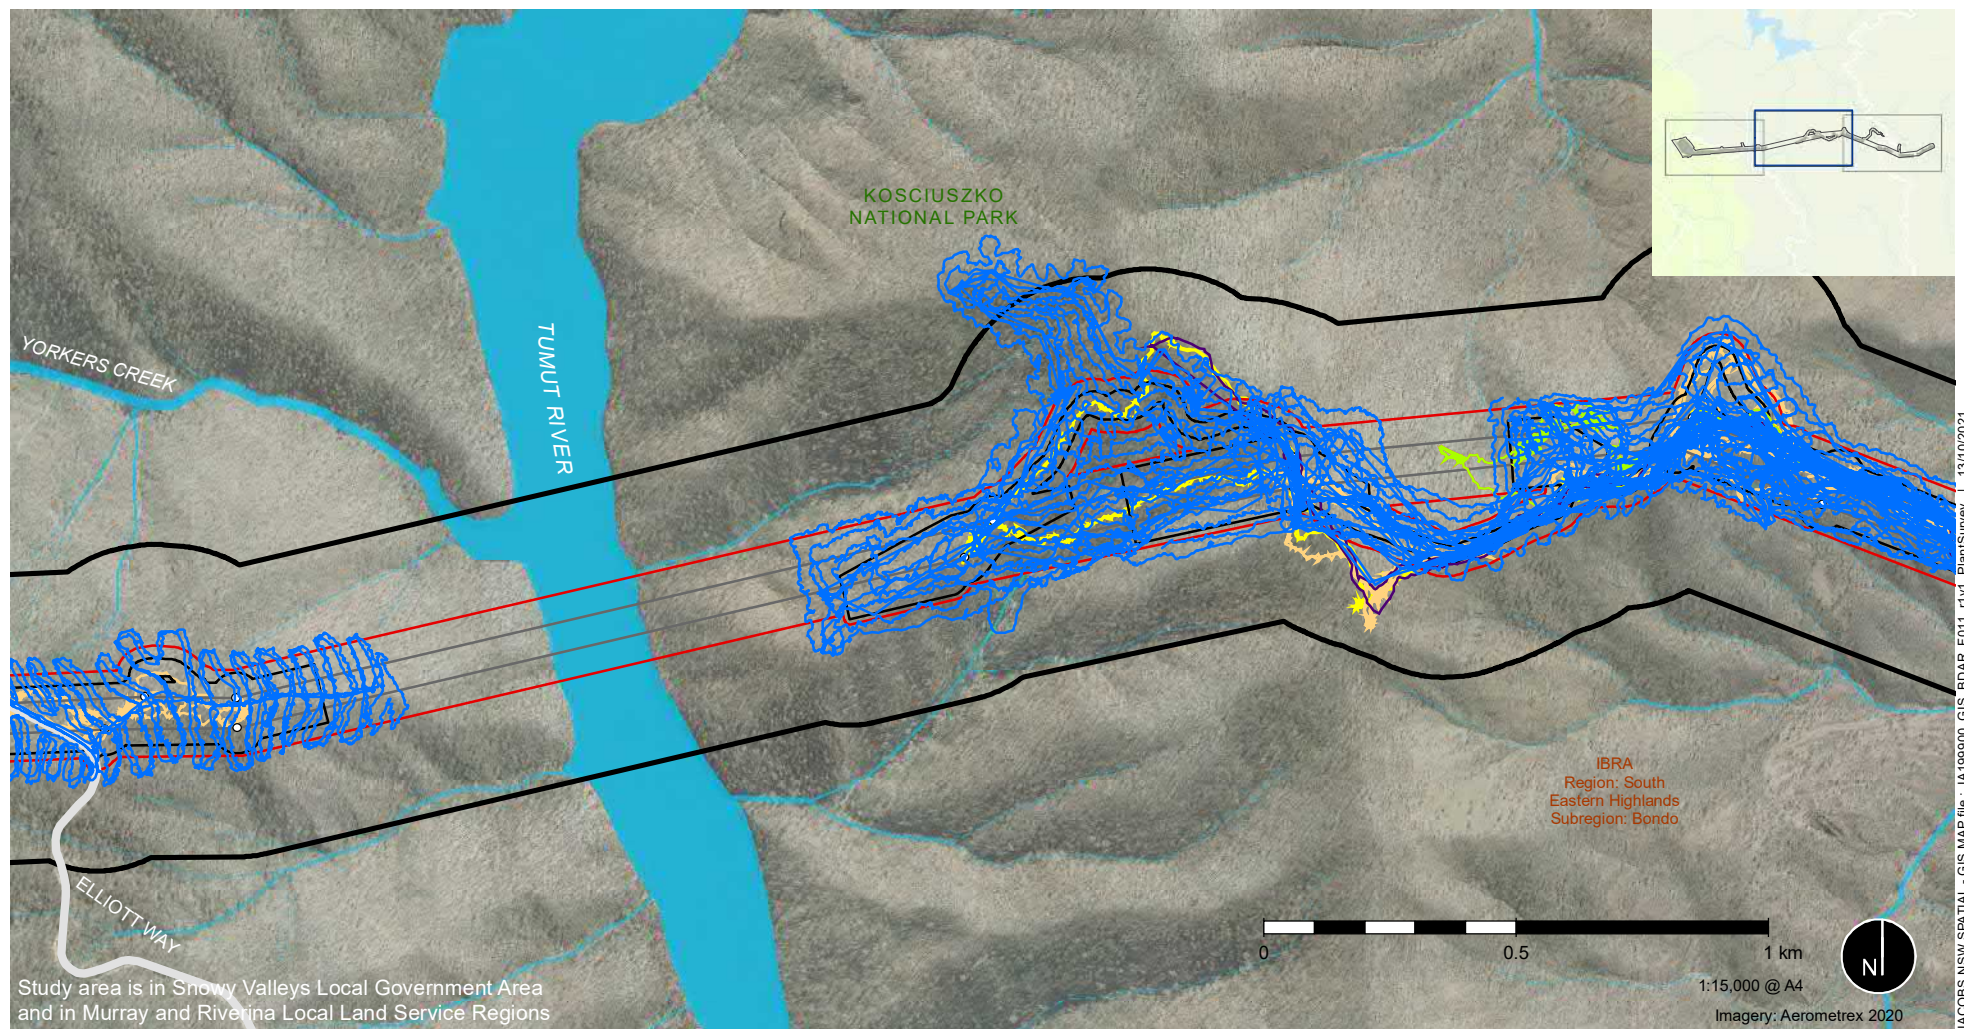 KOSCIUSZKO
NATIONAL PARK
YORKERS CREEK
TUMUT RIVER
ELLIOTT WAY
IBRA
Region: South
Eastern Highlands
Subregion: Bondo
0 0.5 1 km
N
1:15,000 @ A4
Imagery: Aerometrex 2020
Study area is in Snowy Valleys Local Government Area
and in Murray and Riverina Local Land Service Regions